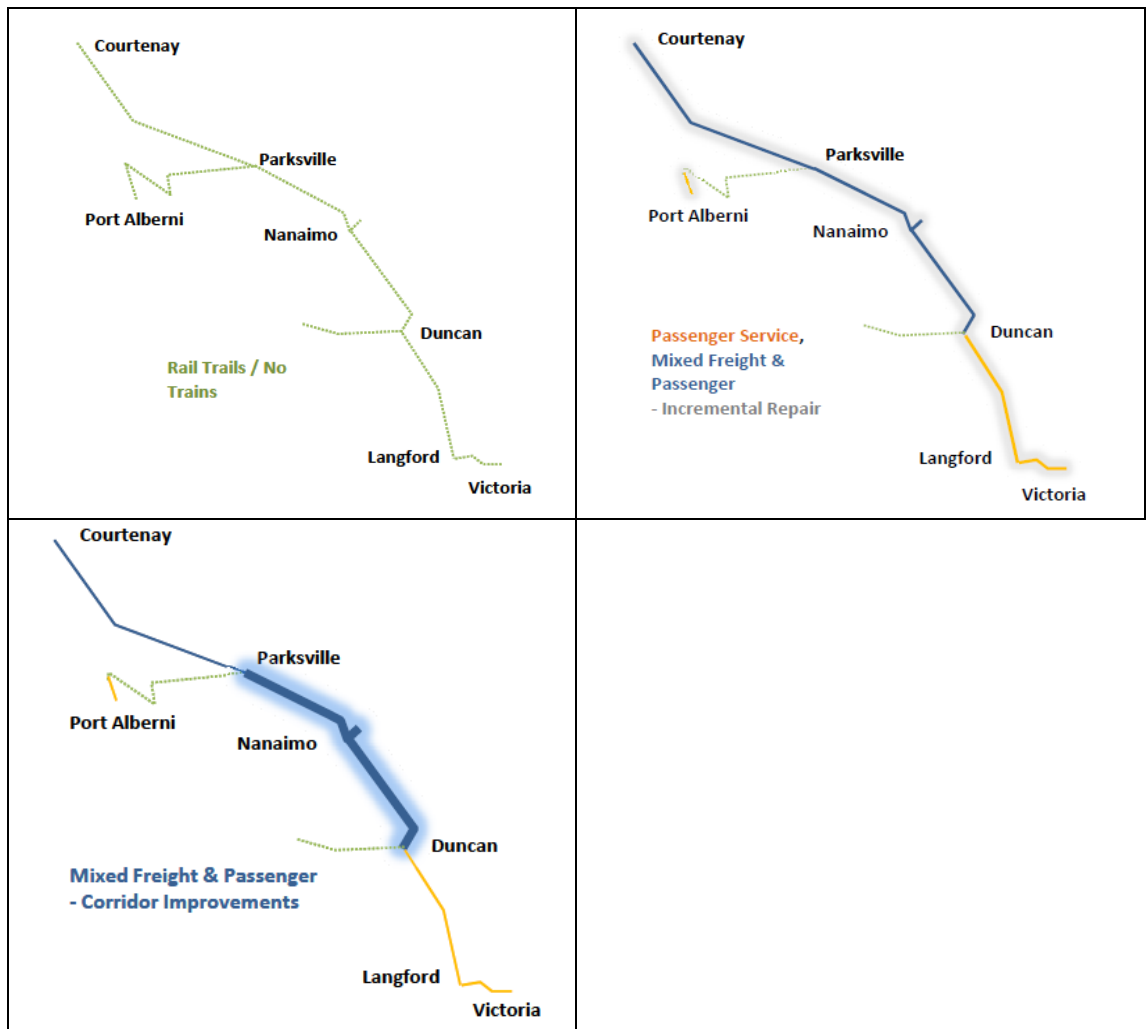 Courtenay
Parksville
Port Alberni
Nanaimo
Duncan
Rail Trails / No
Trains
Langford
Victoria
Courtenay
Parksville
Port Alberni
Nanaimo
Duncan
Passenger Service,
Mixed Freight &
Passenger
- Incremental Repair
Langford
Victoria
Courtenay
Parksville
Port Alberni
Nanaimo
Duncan
Mixed Freight & Passenger
- Corridor Improvements
Langford
Victoria